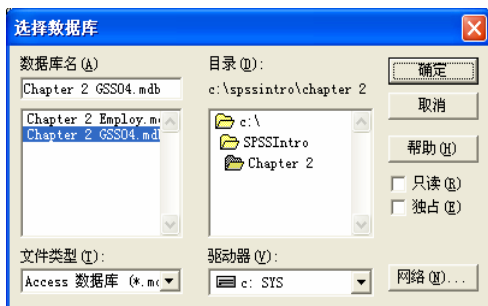 选择数据库
数据库名(A)
Chapter 2 GSS04.mdb
Chapter 2 Employ.m
Chapter 2 GSS04.md
文件类型(T):
Access 数据库 (*.m
目录(D):
c:\spssintro\chapter 2
c:\
SPSSIntro
Chapter 2
驱动器(V):
c: SYS
确定
取消
帮助(H)
只读(R)
独占(E)
网络(N)...